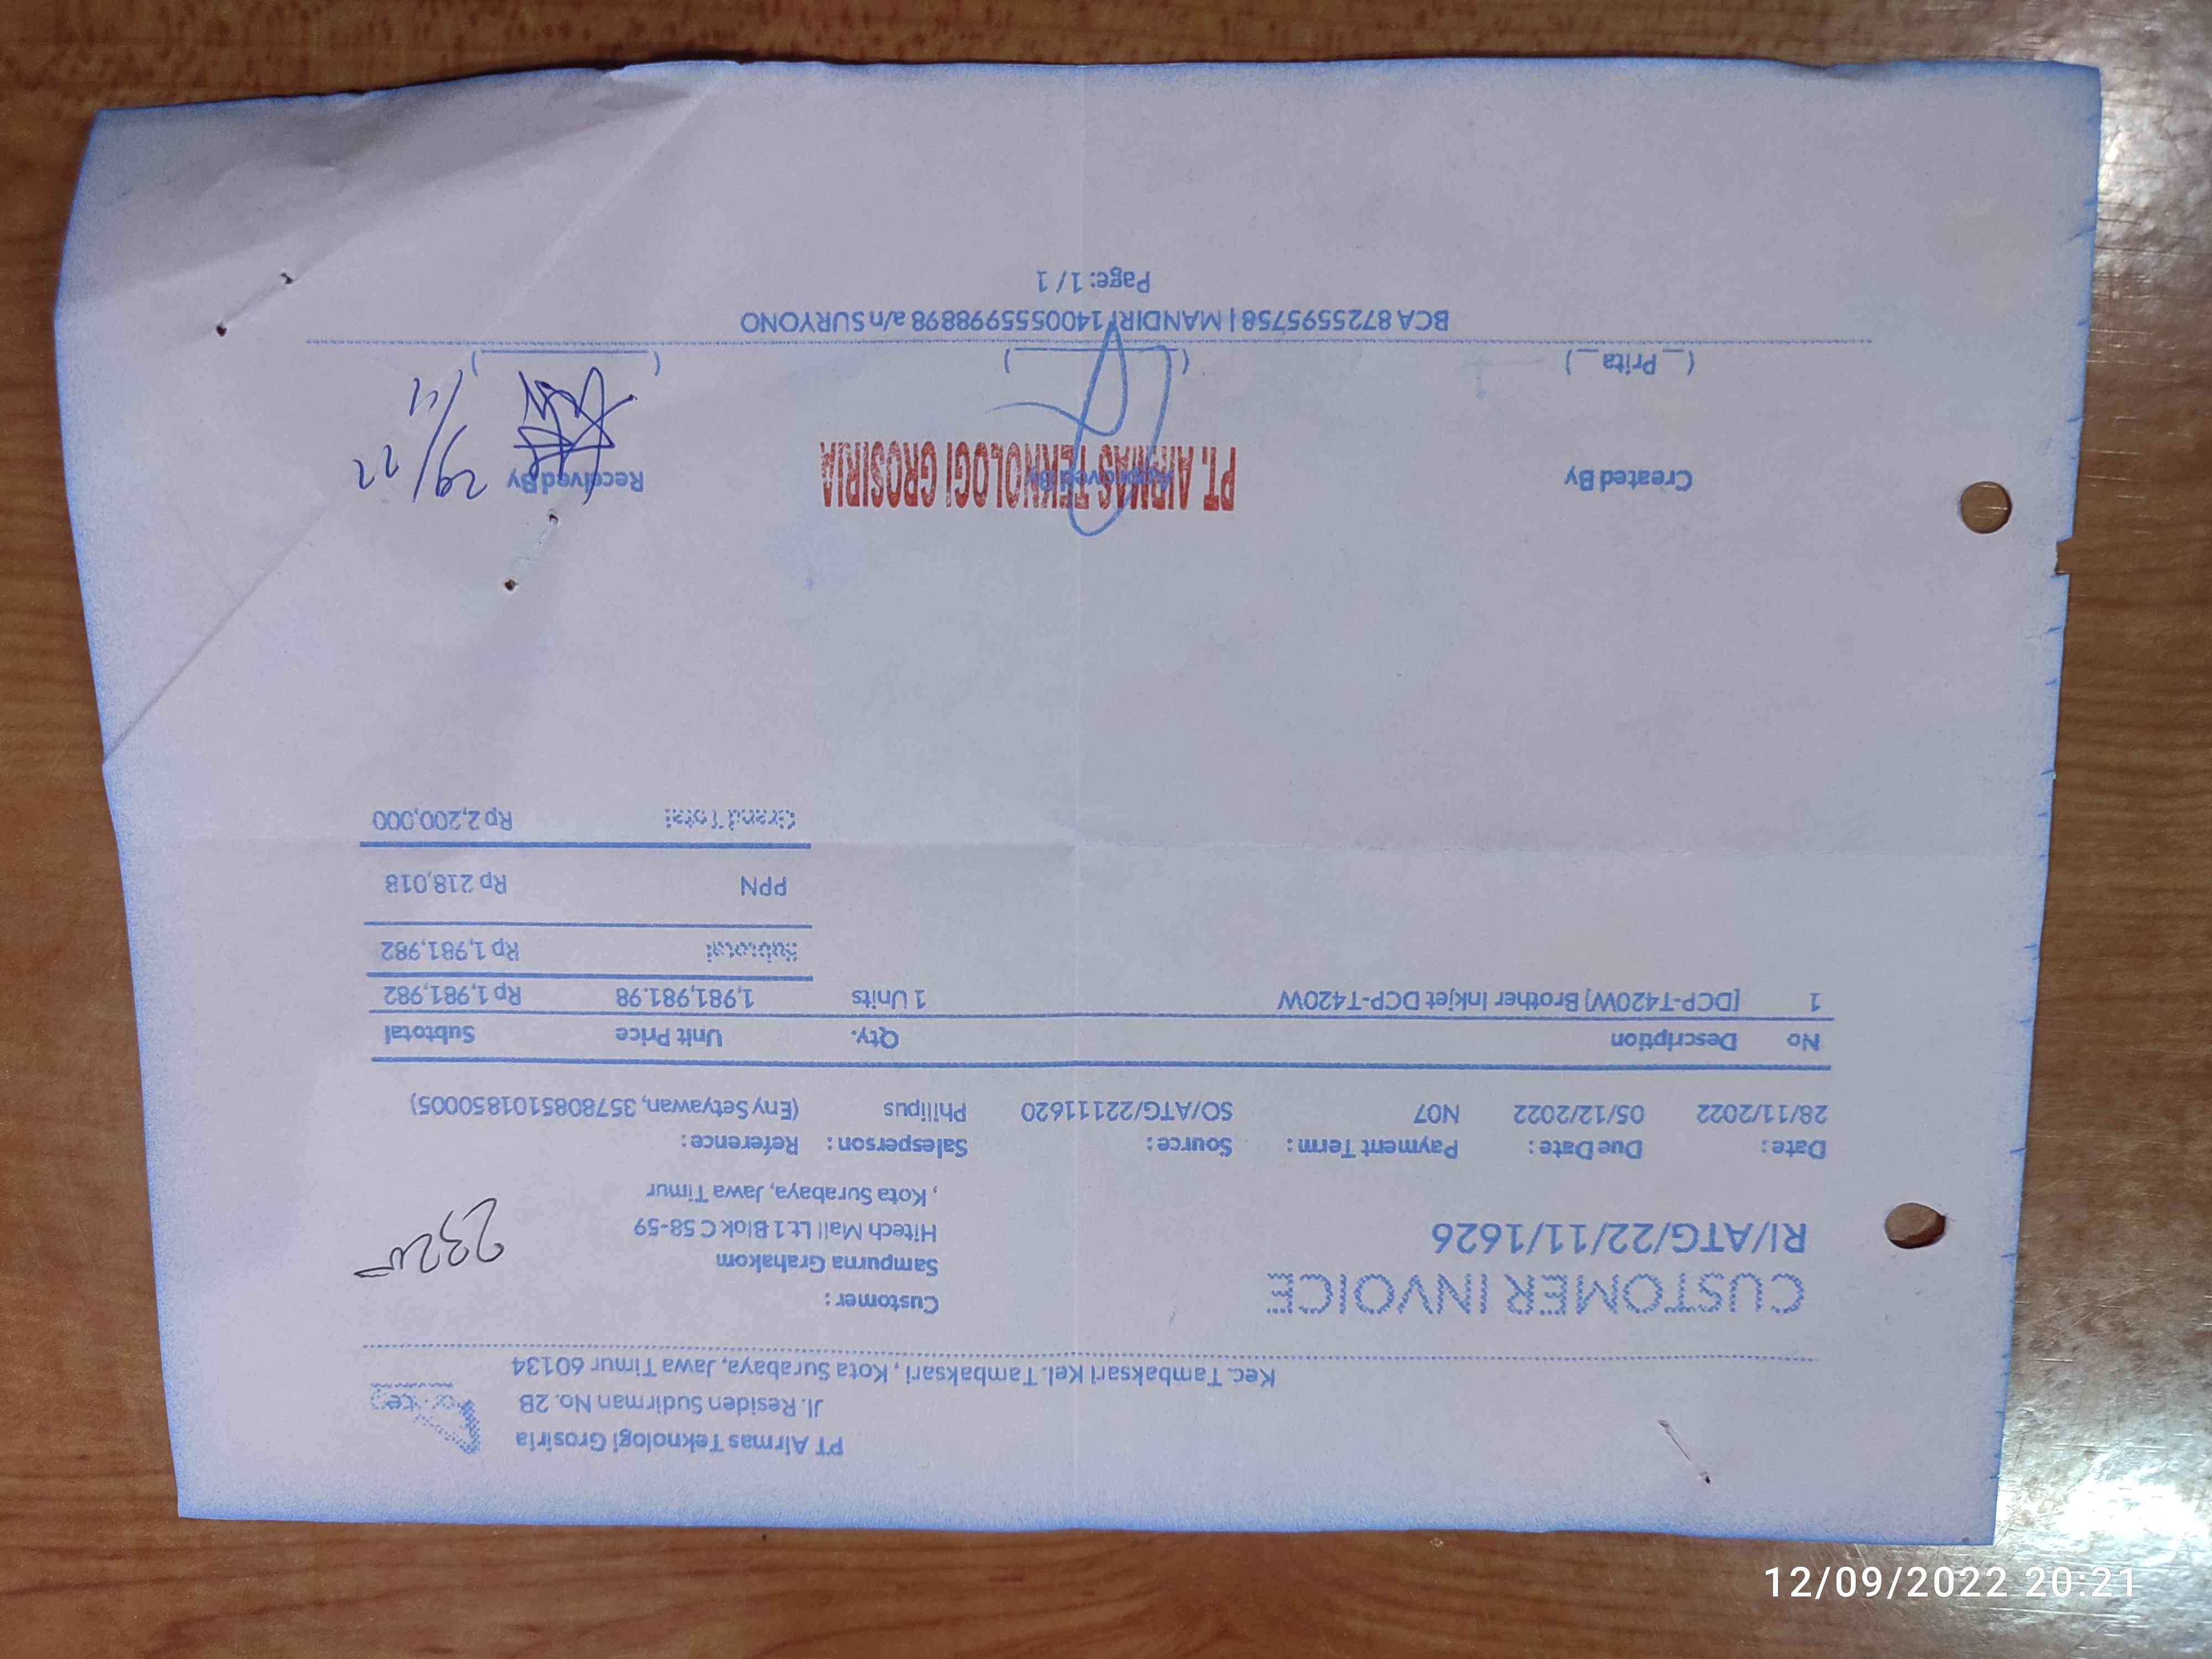 PT Airmas Teknologi Grosiria
Jl. Residen Sudirman No. 2B
Kec. Tambaksari Kel. Tambaksari , Kota Surabaya, Jawa Timur 60134
CUSTOMER INVOICE
RI/ATG/22/11/1626
Customer :
Sampurna Grahakom
Hitech Mall Lt 1 Blok C 58-59
, Kota Surabaya, Jawa Timur
Date : Due Date : Payment Term : Source : Salesperson : Reference :
28/11/2022 05/12/2022 N07 SO/ATG/22111620 Philipus (Eny Setyawan, 3578085101850005)
No Description Qty. Unit Price Subtotal
1 [DCP-T420W] Brother Inkjet DCP-T420W 1 Units 1,981,981.98 Rp 1,981,982
Subtotal Rp 1,981,982
PPN Rp 218,018
Grand Total Rp 2,200,000
Created By Approved By Received By
PT. AIRMAS TEKNOLOGI GROSIRIA
29/11 22
( _ Prita _ ) ( ) ( )
BCA 8725595758 | MANDIRI 1400555998898 a/n SURYONO
Page: 1 / 1
12/09/2022 20:21